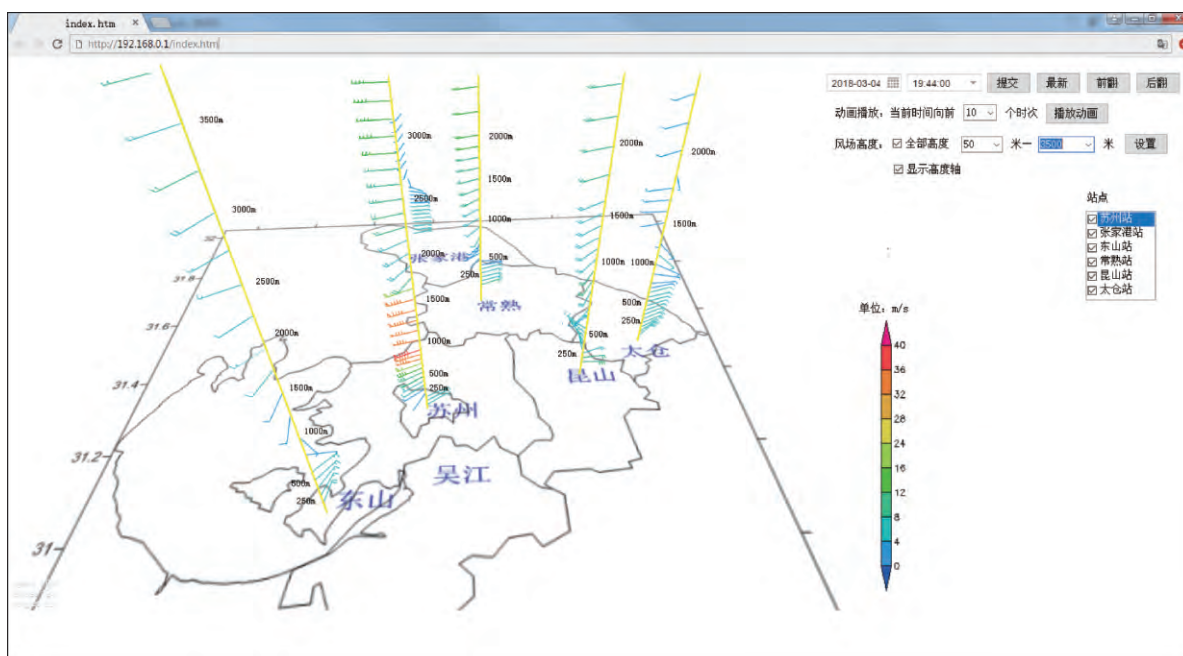 index.htm ×
http://192.168.0.1/index.htm
2018-03-04 19:44:00 提交 最新 前翻 后翻
动画播放：当前时间向前 10 个时次 播放动画
风场高度：全部高度 50 米一 3500 米 设置
显示高度轴
站点
苏州站
张家港站
东山站
常熟站
昆山站
太仓站
单位：m/s
40
36
32
28
24
20
16
12
8
4
0
3500m
3000m
2500m
2000m
1500m
1000m
500m
250m
东山
3000m
2500m
2000m
1500m
1000m
500m
250m
苏州
张家港
2000m
1500m
1000m
500m
250m
常熟
2000m
1500m
1000m
500m
250m
昆山
2000m
1500m
1000m
500m
250m
太仓
吴江
32
31.8
31.6
31.4
31.2
31